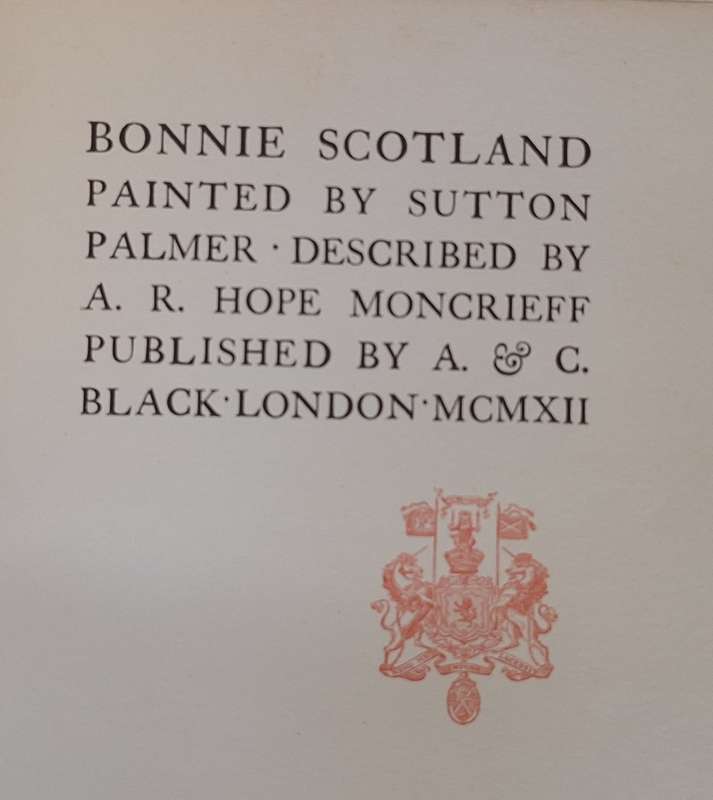 BONNIE SCOTLAND
PAINTED BY SUTTON
PALMER · DESCRIBED BY
A. R. HOPE MONCRIEFF
PUBLISHED BY A. & C.
BLACK · LONDON · MCMXII